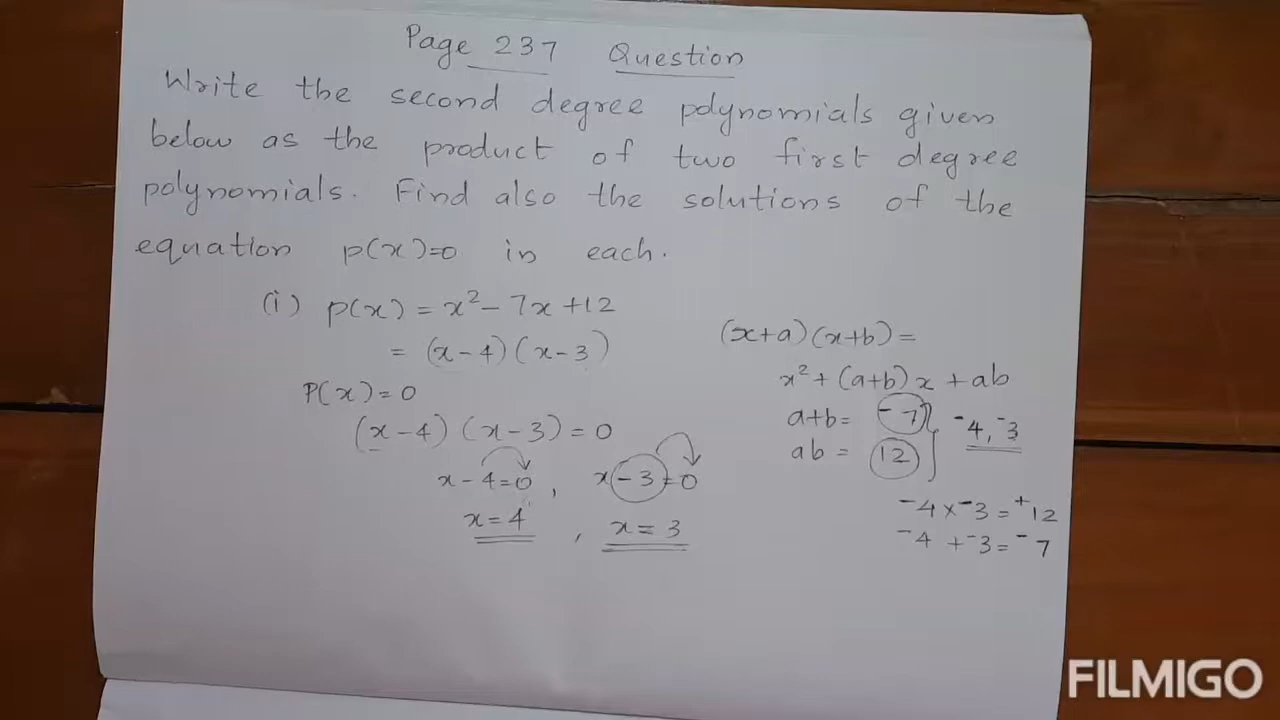 Page 237 Question
Write the second degree polynomials given
below as the product of two first degree
polynomials. Find also the solutions of the
equation p(x)=0 in each.
(i) p(x) = x² - 7x + 12
= (x - 4) (x - 3)
P(x) = 0
(x - 4) (x - 3) = 0
x - 4 = 0 , x - 3 = 0
x = 4 , x = 3
(x+a) (x+b) =
x² + (a+b) x + ab
a+b = ⁻7
ab = 12
⁻4, ⁻3
⁻4 × ⁻3 = ⁺12
⁻4 + ⁻3 = ⁻7
FILMIGO